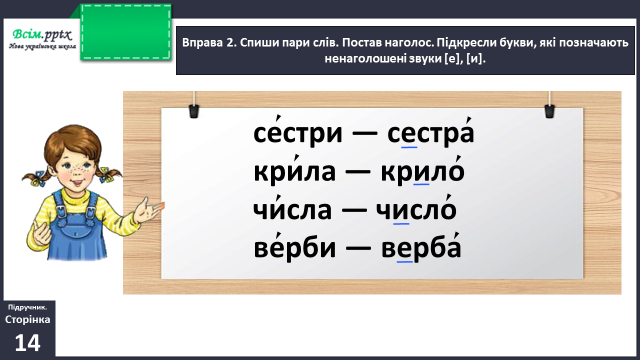 Всім.pptx
Нова українська школа
Вправа 2. Спиши пари слів. Постав наголос. Підкресли букви, які позначають
ненаголошені звуки [е], [и].
се́стри — сестра́
кри́ла — крило́
чи́сла — число́
ве́рби — верба́
Підручник.
Сторінка
14